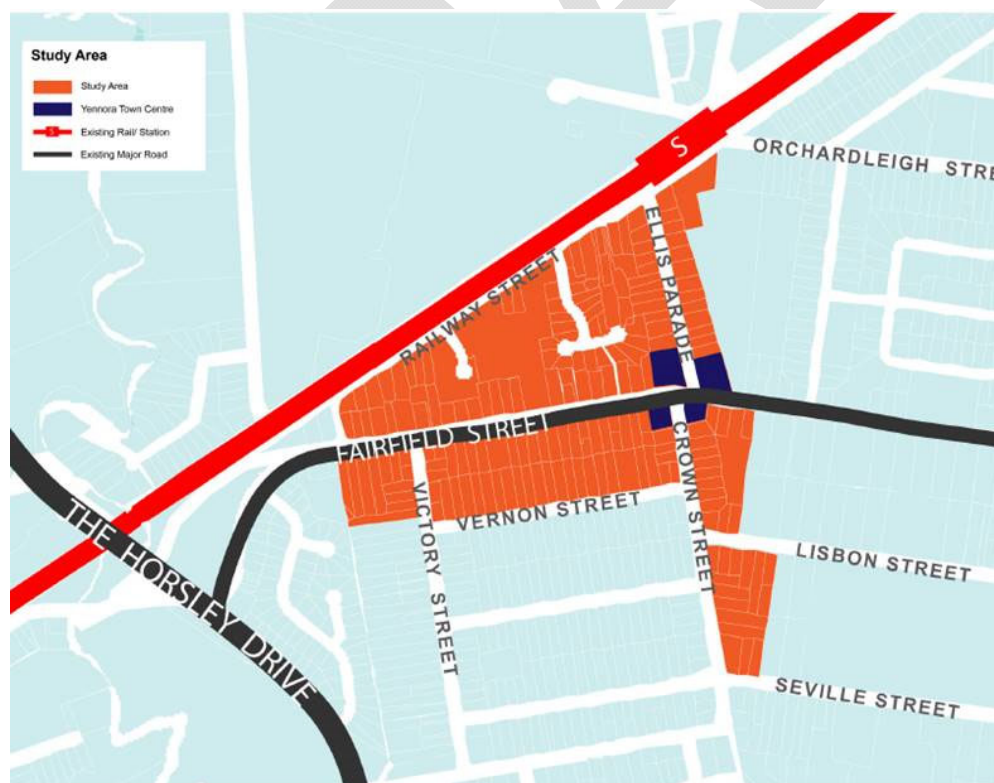 Study Area
Study Area
Yennora Town Centre
S
Existing Rail/ Station
Existing Major Road
S
ORCHARDLEIGH STRE
ELLIS PARADE
RAILWAY STREET
FAIRFIELD STREET
CROWN STREET
VICTORY STREET
VERNON STREET
THE HORSLEY DRIVE
LISBON STREET
SEVILLE STREET